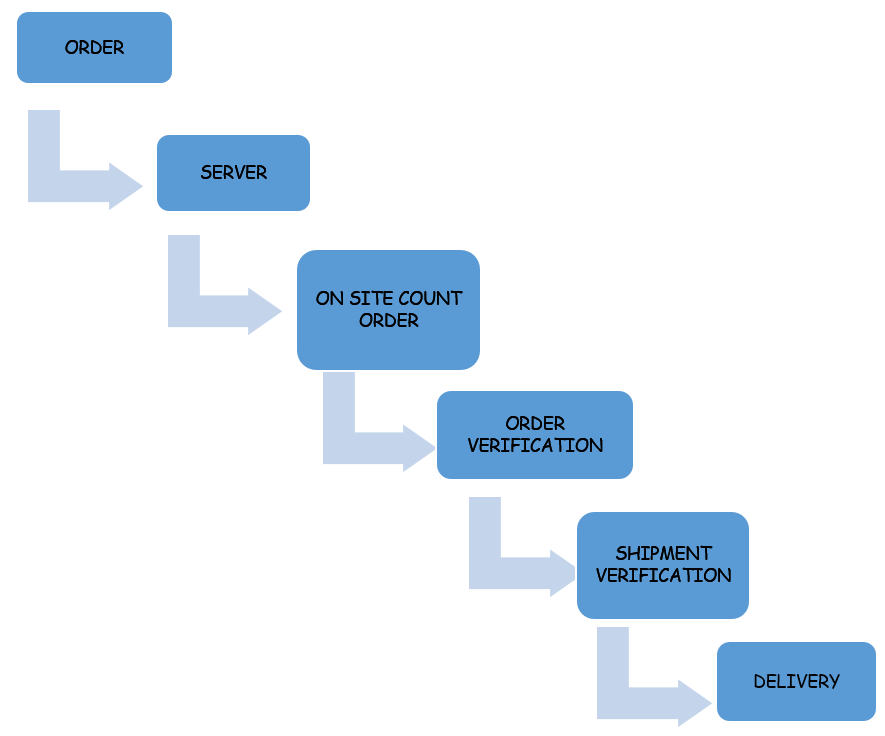 ORDER
SERVER
ON SITE COUNT
ORDER
ORDER
VERIFICATION
SHIPMENT
VERIFICATION
DELIVERY